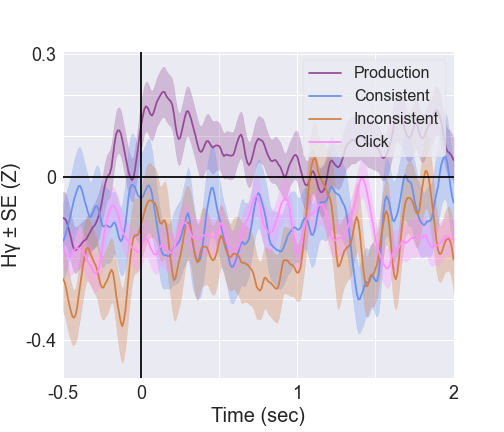 0.3
0
-0.4
Hγ ± SE (Z)
Production
Consistent
Inconsistent
Click
-0.5
0
1
2
Time (sec)